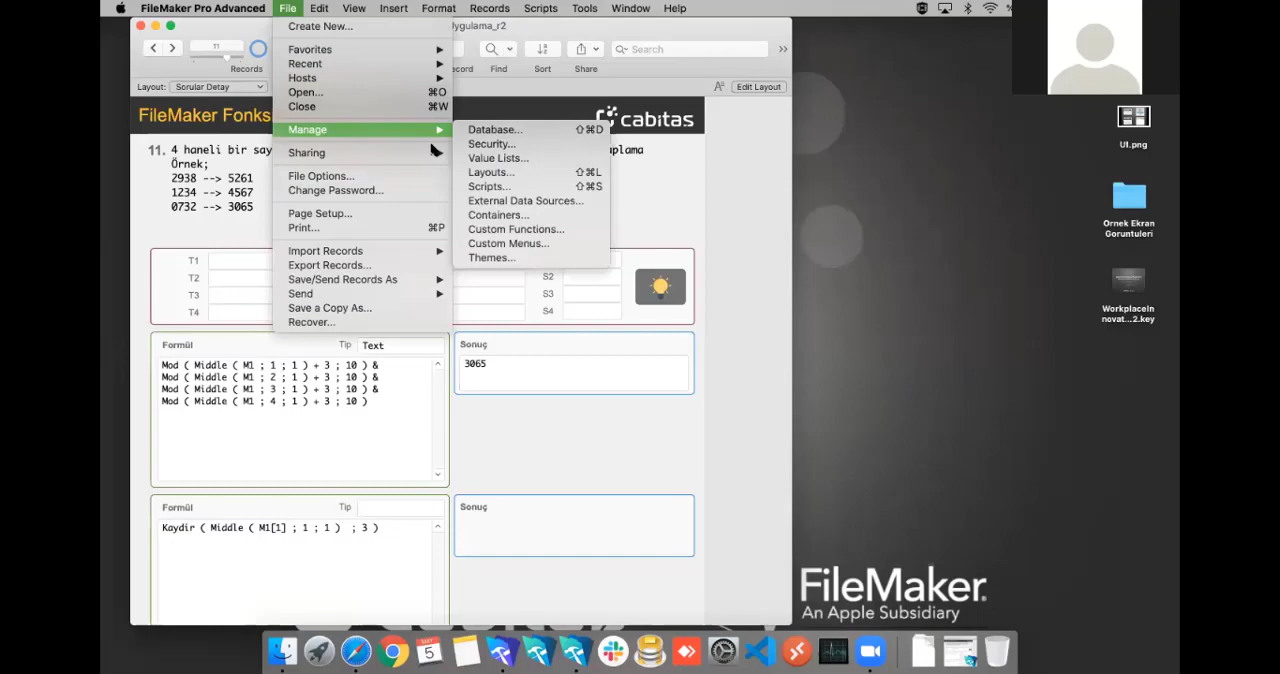 FileMaker Pro Advanced File Edit View Insert Format Records Scripts Tools Window Help
ygulama_r2
11
Records
Find
Sort
Share
Search
Layout: Sorular Detay
Edit Layout
Create New...
Favorites
Recent
Hosts
Open... ⌘O
Close ⌘W
Manage
Sharing
File Options...
Change Password...
Page Setup...
Print... ⌘P
Import Records
Export Records...
Save/Send Records As
Send
Save a Copy As...
Recover...
Database... ⇧⌘D
Security...
Value Lists...
Layouts... ⇧⌘L
Scripts... ⇧⌘S
External Data Sources...
Containers...
Custom Functions...
Custom Menus...
Themes...
FileMaker Fonks
cabitas
11. 4 haneli bir say
Örnek;
2938 --> 5261
1234 --> 4567
0732 --> 3065
T1
T2 S2
T3 S3
T4 S4
Formül Tip Text
Mod ( Middle ( M1 ; 1 ; 1 ) + 3 ; 10 ) &
Mod ( Middle ( M1 ; 2 ; 1 ) + 3 ; 10 ) &
Mod ( Middle ( M1 ; 3 ; 1 ) + 3 ; 10 ) &
Mod ( Middle ( M1 ; 4 ; 1 ) + 3 ; 10 )
Sonuç
3065
Formül Tip
Kaydir ( Middle ( M1[1] ; 1 ; 1 )  ; 3 )
Sonuç
UI.png
Ornek Ekran
Goruntuleri
WorkplaceIn
novat...2.key
FileMaker.
An Apple Subsidiary
5